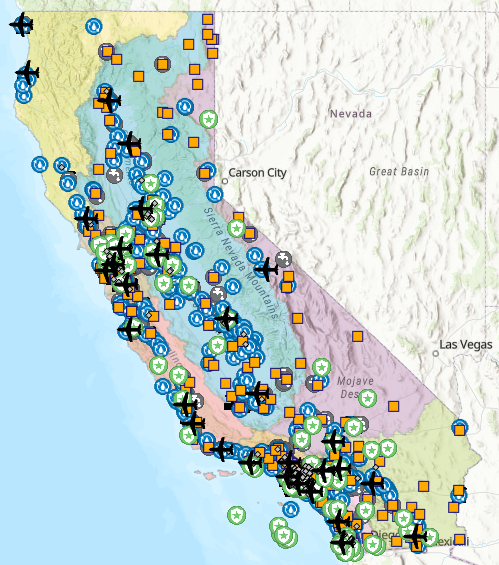 Nevada
Carson City
Great Basin
Sierra Nevada Mountains
Las Vegas
Mojave
Des